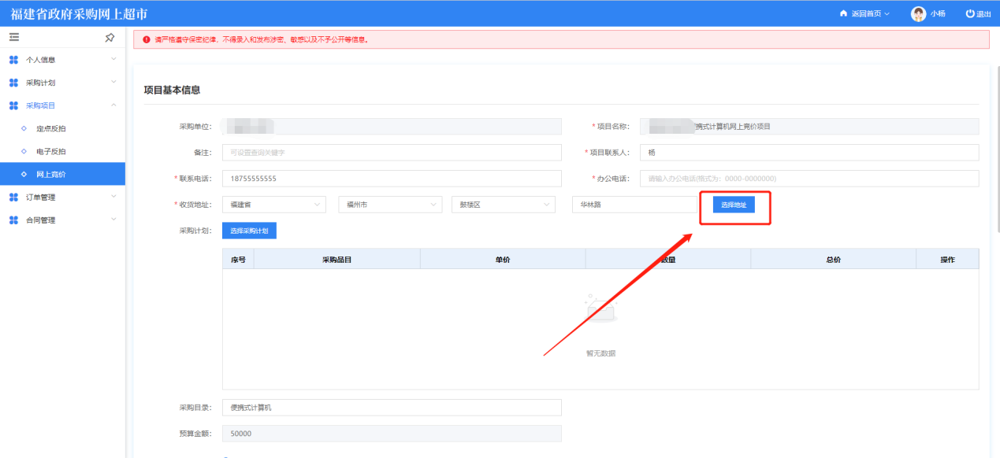 福建省政府采购网上超市
返回首页
小杨
退出
请严格遵守保密纪律，不得录入和发布涉密、敏感以及不予公开等信息。
个人信息
采购计划
采购项目
定点反拍
电子反拍
网上竞价
订单管理
合同管理
项目基本信息
采购单位：
* 项目名称： 携式计算机网上竞价项目
备注： 可设置查询关键字
* 项目联系人： 杨
* 联系电话： 18755555555
* 办公电话： 请输入办公电话(格式为：0000-0000000)
* 收货地址： 福建省 福州市 鼓楼区 华林路 选择地址
采购计划： 选择采购计划
序号 采购品目 单价 数量 总价 操作
暂无数据
采购目录： 便携式计算机
预算金额： 50000